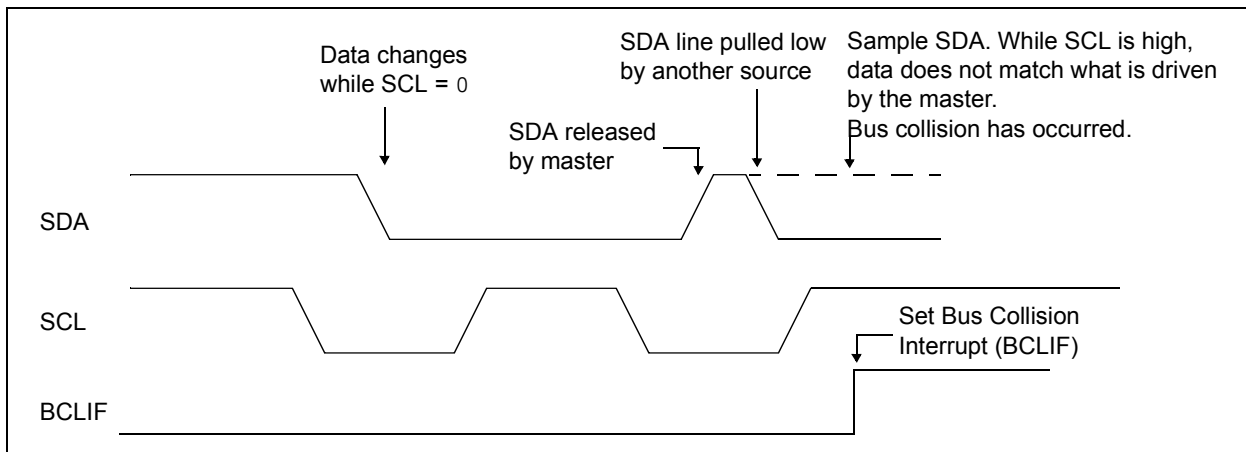 Data changes
while SCL = 0
SDA line pulled low
by another source
Sample SDA. While SCL is high,
data does not match what is driven
by the master.
Bus collision has occurred.
SDA released
by master
SDA
SCL
Set Bus Collision
Interrupt (BCLIF)
BCLIF